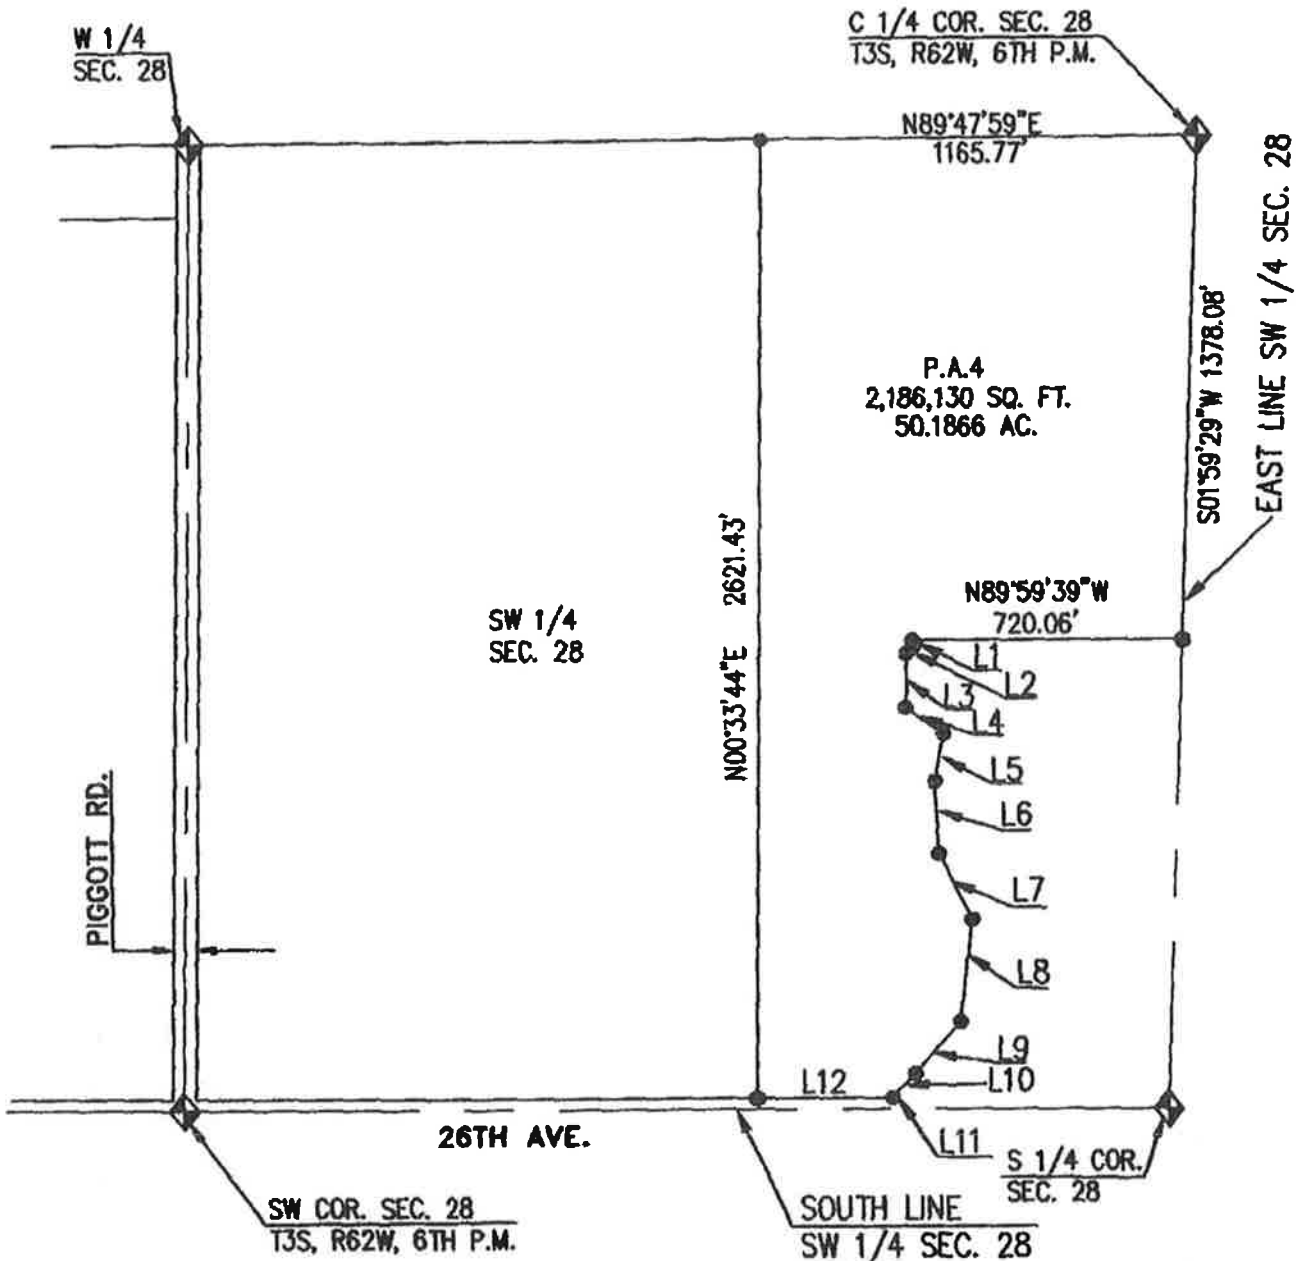 W 1/4
SEC. 28
C 1/4 COR. SEC. 28
T3S, R62W, 6TH P.M.
N89°47'59"E
1165.77'
EAST LINE SW 1/4 SEC. 28
S01°59'29"W 1378.08'
P.A.4
2,186,130 SQ. FT.
50.1866 AC.
N00°33'44"E 2621.43'
N89°59'39"W
720.06'
SW 1/4
SEC. 28
L1
L2
L3
L4
L5
L6
L7
L8
L9
L10
L11
L12
PIGGOTT RD.
26TH AVE.
S 1/4 COR.
SEC. 28
SW COR. SEC. 28
T3S, R62W, 6TH P.M.
SOUTH LINE
SW 1/4 SEC. 28